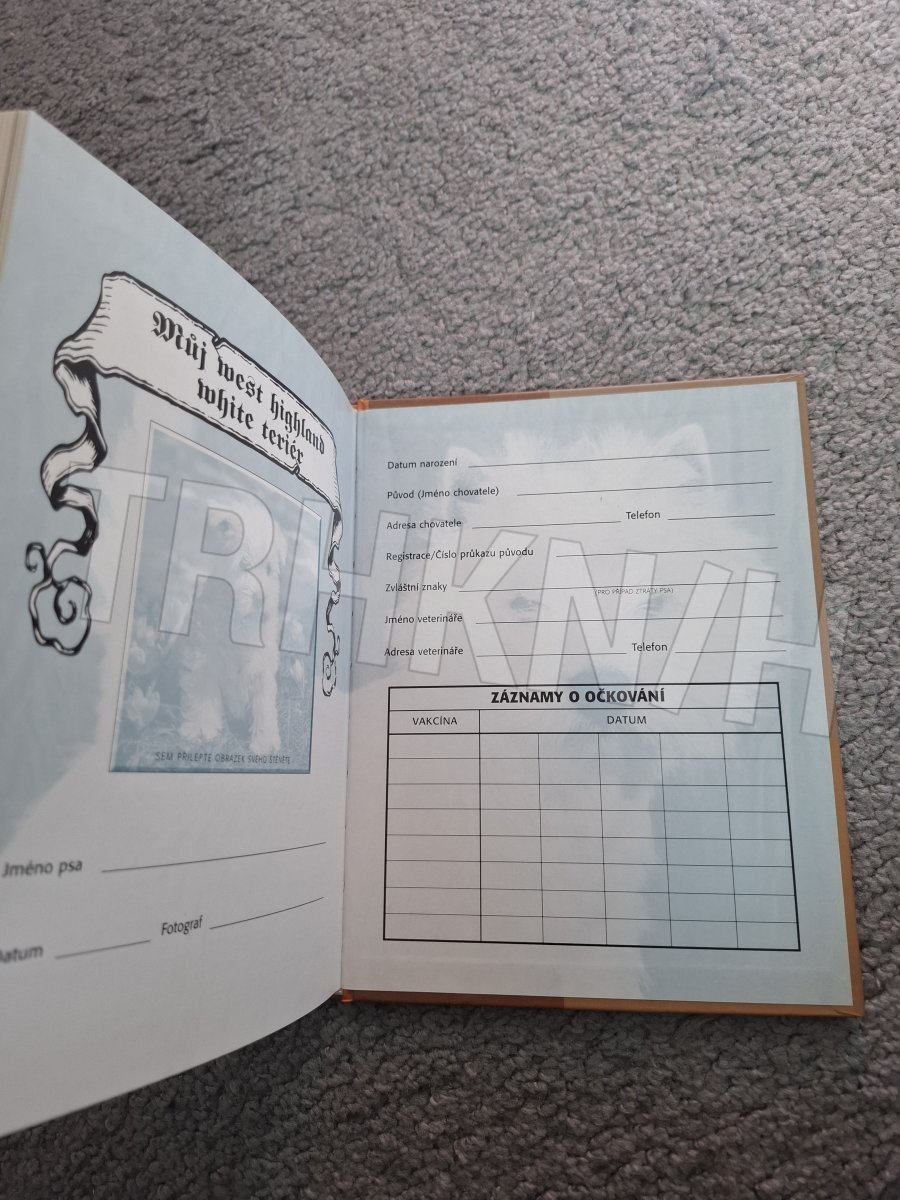 Můj west highland
white teriér
SEM PŘILEPTE OBRÁZEK SVÉHO ŠTĚNĚTE
Jméno psa
Datum
Fotograf
Datum narození
Původ (Jméno chovatele)
Adresa chovatele Telefon
Registrace/Číslo průkazu původu
Zvláštní znaky
(PRO PŘÍPAD ZTRÁTY PSA)
Jméno veterináře
Adresa veterináře Telefon
ZÁZNAMY O OČKOVÁNÍ
VAKCÍNA DATUM
TRHKNIH